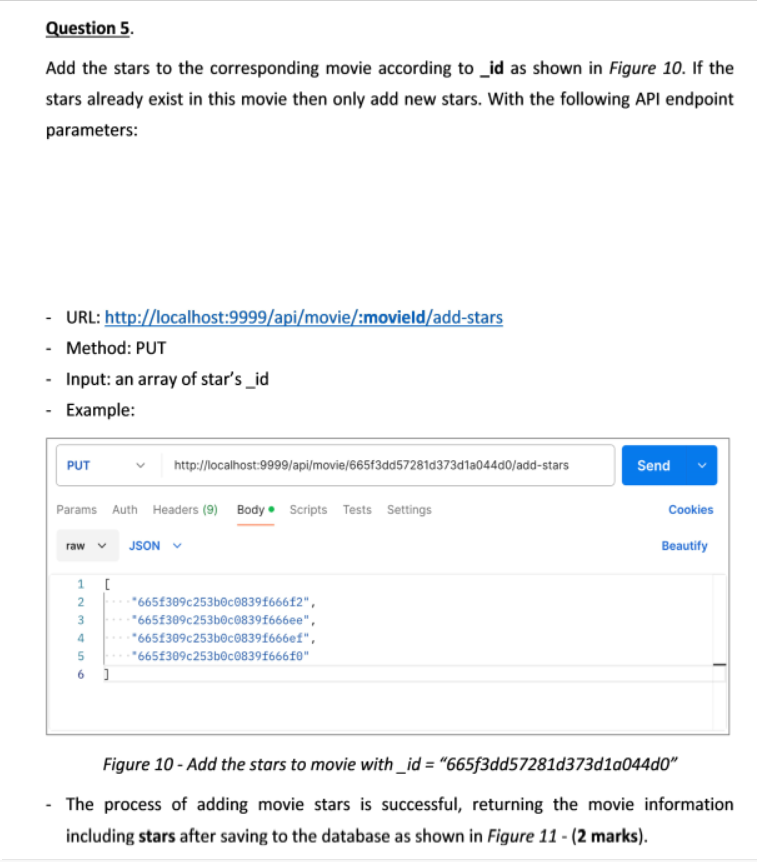 Question 5.
Add the stars to the corresponding movie according to _id as shown in Figure 10. If the
stars already exist in this movie then only add new stars. With the following API endpoint
parameters:
- URL: http://localhost:9999/api/movie/:movieId/add-stars
- Method: PUT
- Input: an array of star's _id
- Example:
PUT http://localhost:9999/api/movie/665f3dd57281d373d1a044d0/add-stars Send
Params Auth Headers (9) Body Scripts Tests Settings Cookies
raw JSON Beautify
1 [
2 "665f309c253b0c0839f666f2",
3 "665f309c253b0c0839f666ee",
4 "665f309c253b0c0839f666ef",
5 "665f309c253b0c0839f666f0"
6 ]
Figure 10 - Add the stars to movie with _id = "665f3dd57281d373d1a044d0"
- The process of adding movie stars is successful, returning the movie information
including stars after saving to the database as shown in Figure 11 - (2 marks).